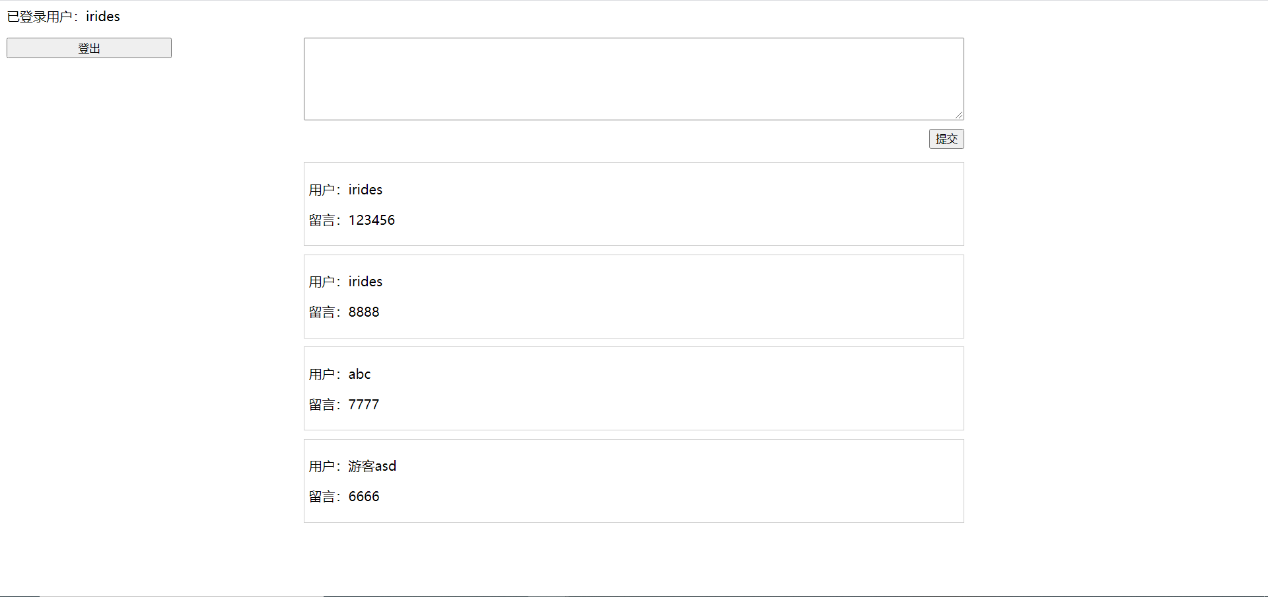 已登录用户：irides
登出
提交
用户：irides
留言：123456
用户：irides
留言：8888
用户：abc
留言：7777
用户：游客asd
留言：6666